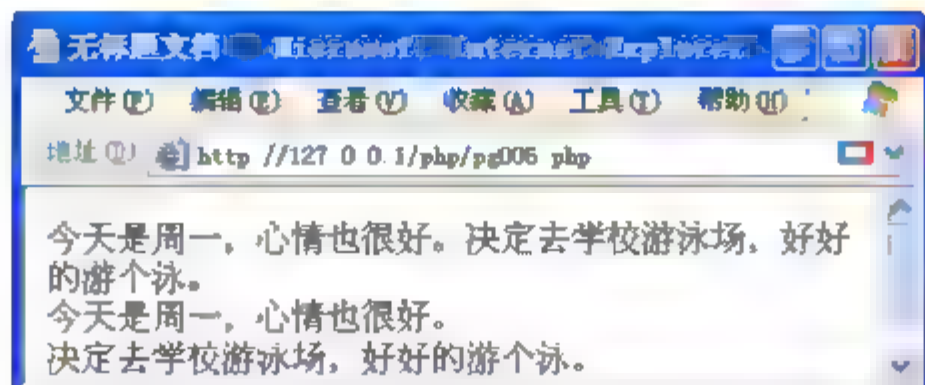 无标题文档 - Microsoft Internet Explorer
文件(F) 编辑(E) 查看(V) 收藏(A) 工具(T) 帮助(H)
地址(D) http //127 0 0.1/php/pg006 php
今天是周一，心情也很好。决定去学校游泳场，好好
的游个泳。
今天是周一，心情也很好。
决定去学校游泳场，好好的游个泳。